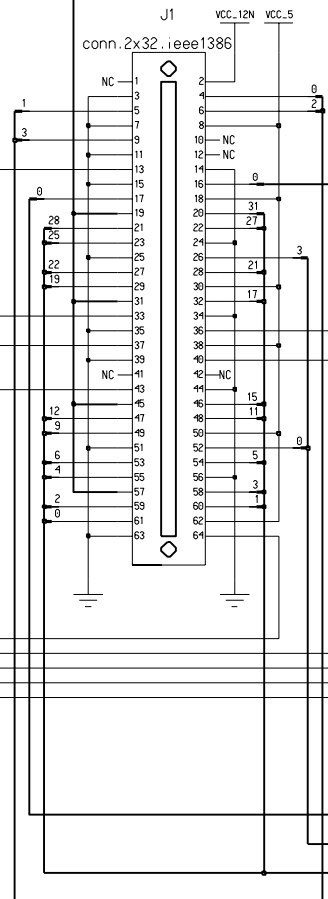 J1
VCC_12N VCC_5
conn.2x32.ieee1386
NC 1 2
3 4 0
1 5 6 2
7 8
3 9 10 NC
11 12 NC
13 14
15 16 0
0 17 18
19 20 31
28 21 22 27
25 23 24
25 26 3
22 27 28 21
19 29 30
31 32 17
33 34
35 36
37 38
39 40
NC 41 42 NC
43 44
45 46 15
12 47 48 11
9 49 50
51 52 0
6 53 54 5
4 55 56
57 58 3
2 59 60 1
0 61 62
63 64